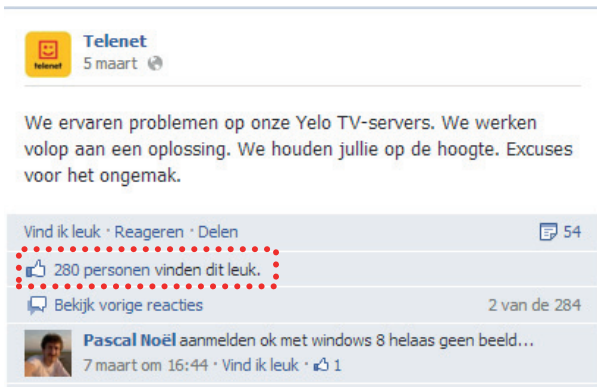 Telenet
telenet
5 maart
We ervaren problemen op onze Yelo TV-servers. We werken
volop aan een oplossing. We houden jullie op de hoogte. Excuses
voor het ongemak.
Vind ik leuk · Reageren · Delen 54
280 personen vinden dit leuk.
Bekijk vorige reacties 2 van de 284
Pascal Noël aanmelden ok met windows 8 helaas geen beeld...
7 maart om 16:44 · Vind ik leuk · 1